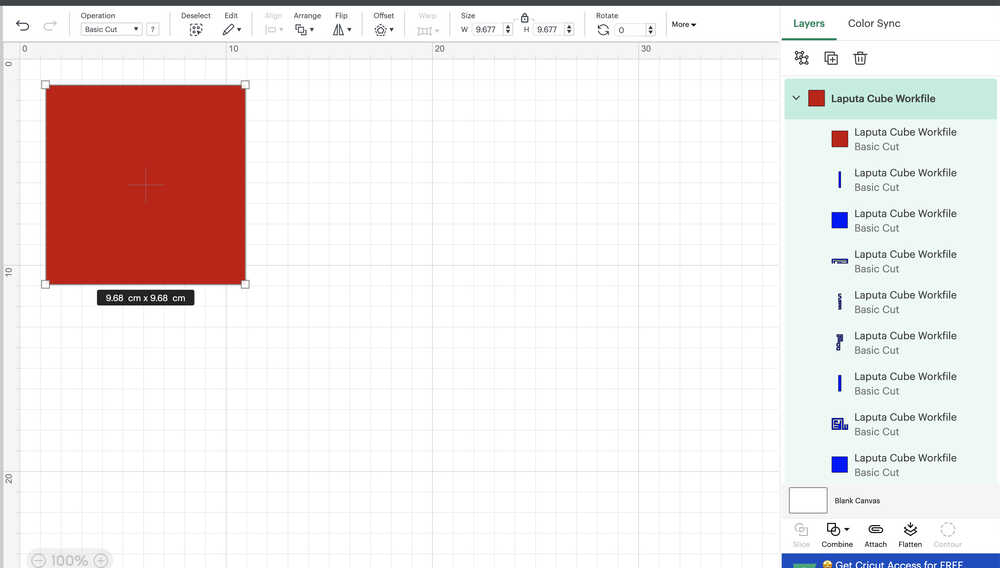 Operation
Deselect
Edit
Align
Arrange
Flip
Offset
Warp
Size
Rotate
Basic Cut
?
W
9.677
H
9.677
0
More
Layers
Color Sync
0
10
20
30
0
10
20
9.68 cm x 9.68 cm
100%
Laputa Cube Workfile
Laputa Cube Workfile
Basic Cut
Laputa Cube Workfile
Basic Cut
Laputa Cube Workfile
Basic Cut
Laputa Cube Workfile
Basic Cut
Laputa Cube Workfile
Basic Cut
Laputa Cube Workfile
Basic Cut
Laputa Cube Workfile
Basic Cut
Laputa Cube Workfile
Basic Cut
Laputa Cube Workfile
Basic Cut
Blank Canvas
Slice
Combine
Attach
Flatten
Contour
Get Cricut Access for FREE